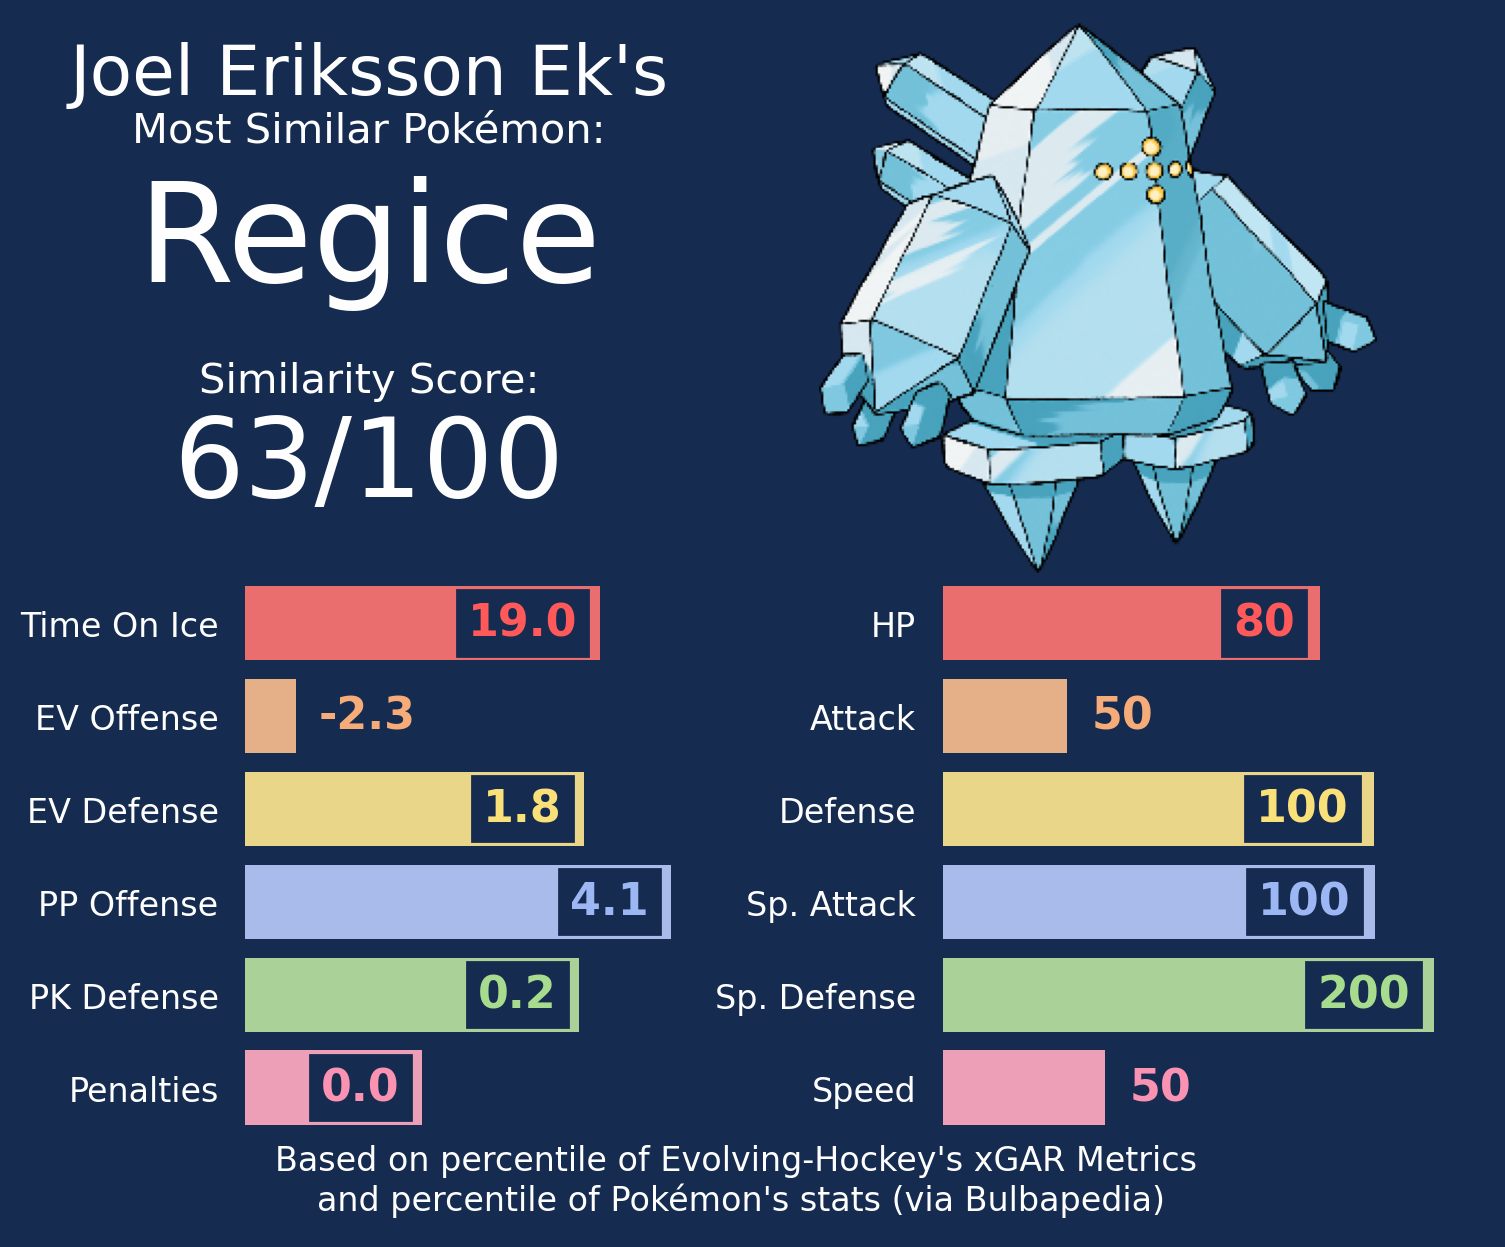 Joel Eriksson Ek's
Most Similar Pokémon:
Regice
Similarity Score:
63/100
Time On Ice 19.0
EV Offense -2.3
EV Defense 1.8
PP Offense 4.1
PK Defense 0.2
Penalties 0.0
HP 80
Attack 50
Defense 100
Sp. Attack 100
Sp. Defense 200
Speed 50
Based on percentile of Evolving-Hockey's xGAR Metrics
and percentile of Pokémon's stats (via Bulbapedia)